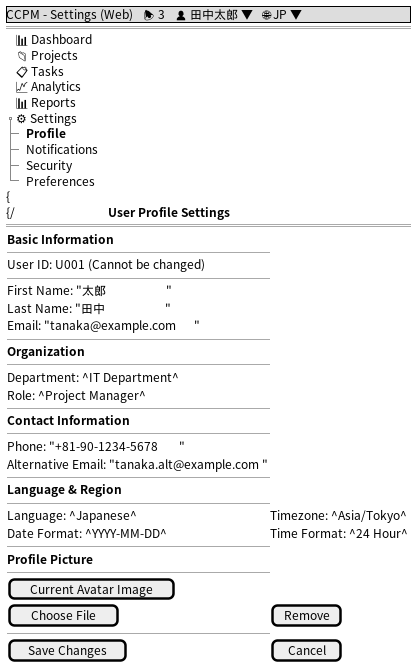 CCPM - Settings (Web) 3 田中太郎 ▼ JP ▼
Dashboard
Projects
Tasks
Analytics
Reports
Settings
Profile
Notifications
Security
Preferences
{
{/ User Profile Settings
Basic Information
User ID: U001 (Cannot be changed)
First Name: "太郎 "
Last Name: "田中 "
Email: "tanaka@example.com "
Organization
Department: ^IT Department^
Role: ^Project Manager^
Contact Information
Phone: "+81-90-1234-5678 "
Alternative Email: "tanaka.alt@example.com "
Language & Region
Language: ^Japanese^ Timezone: ^Asia/Tokyo^
Date Format: ^YYYY-MM-DD^ Time Format: ^24 Hour^
Profile Picture
Current Avatar Image
Choose File Remove
Save Changes Cancel